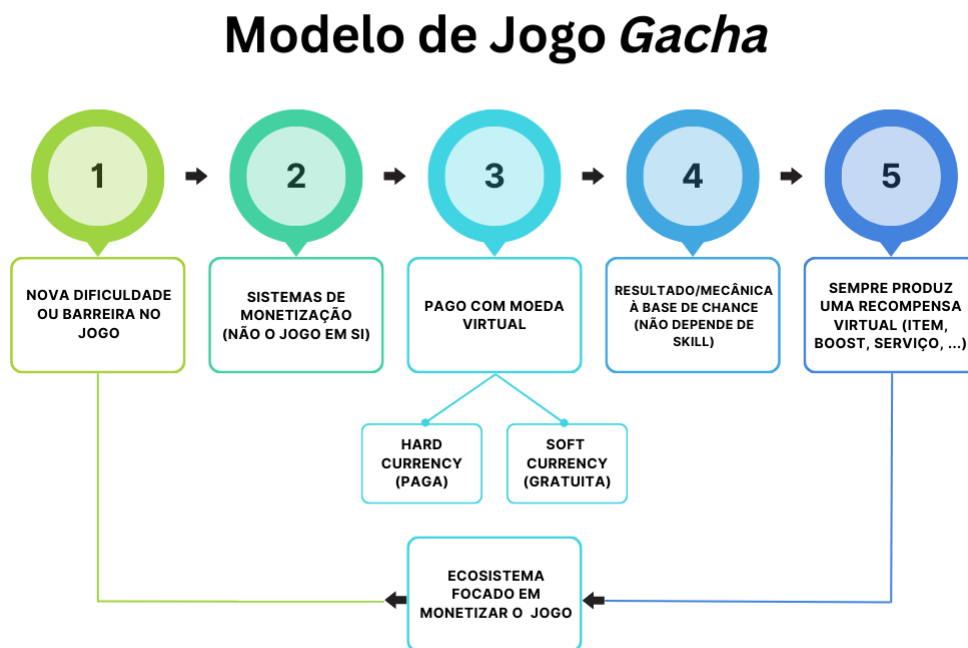 Modelo de Jogo Gacha
1
2
3
4
5
NOVA DIFICULDADE
OU BARREIRA NO
JOGO
SISTEMAS DE
MONETIZAÇÃO
(NÃO O JOGO EM SI)
PAGO COM MOEDA
VIRTUAL
RESULTADO/MECÂNICA
À BASE DE CHANCE
(NÃO DEPENDE DE
SKILL)
SEMPRE PRODUZ
UMA RECOMPENSA
VIRTUAL (ITEM,
BOOST, SERVIÇO, ...)
HARD
CURRENCY
(PAGA)
SOFT
CURRENCY
(GRATUITA)
ECOSISTEMA
FOCADO EM
MONETIZAR O JOGO